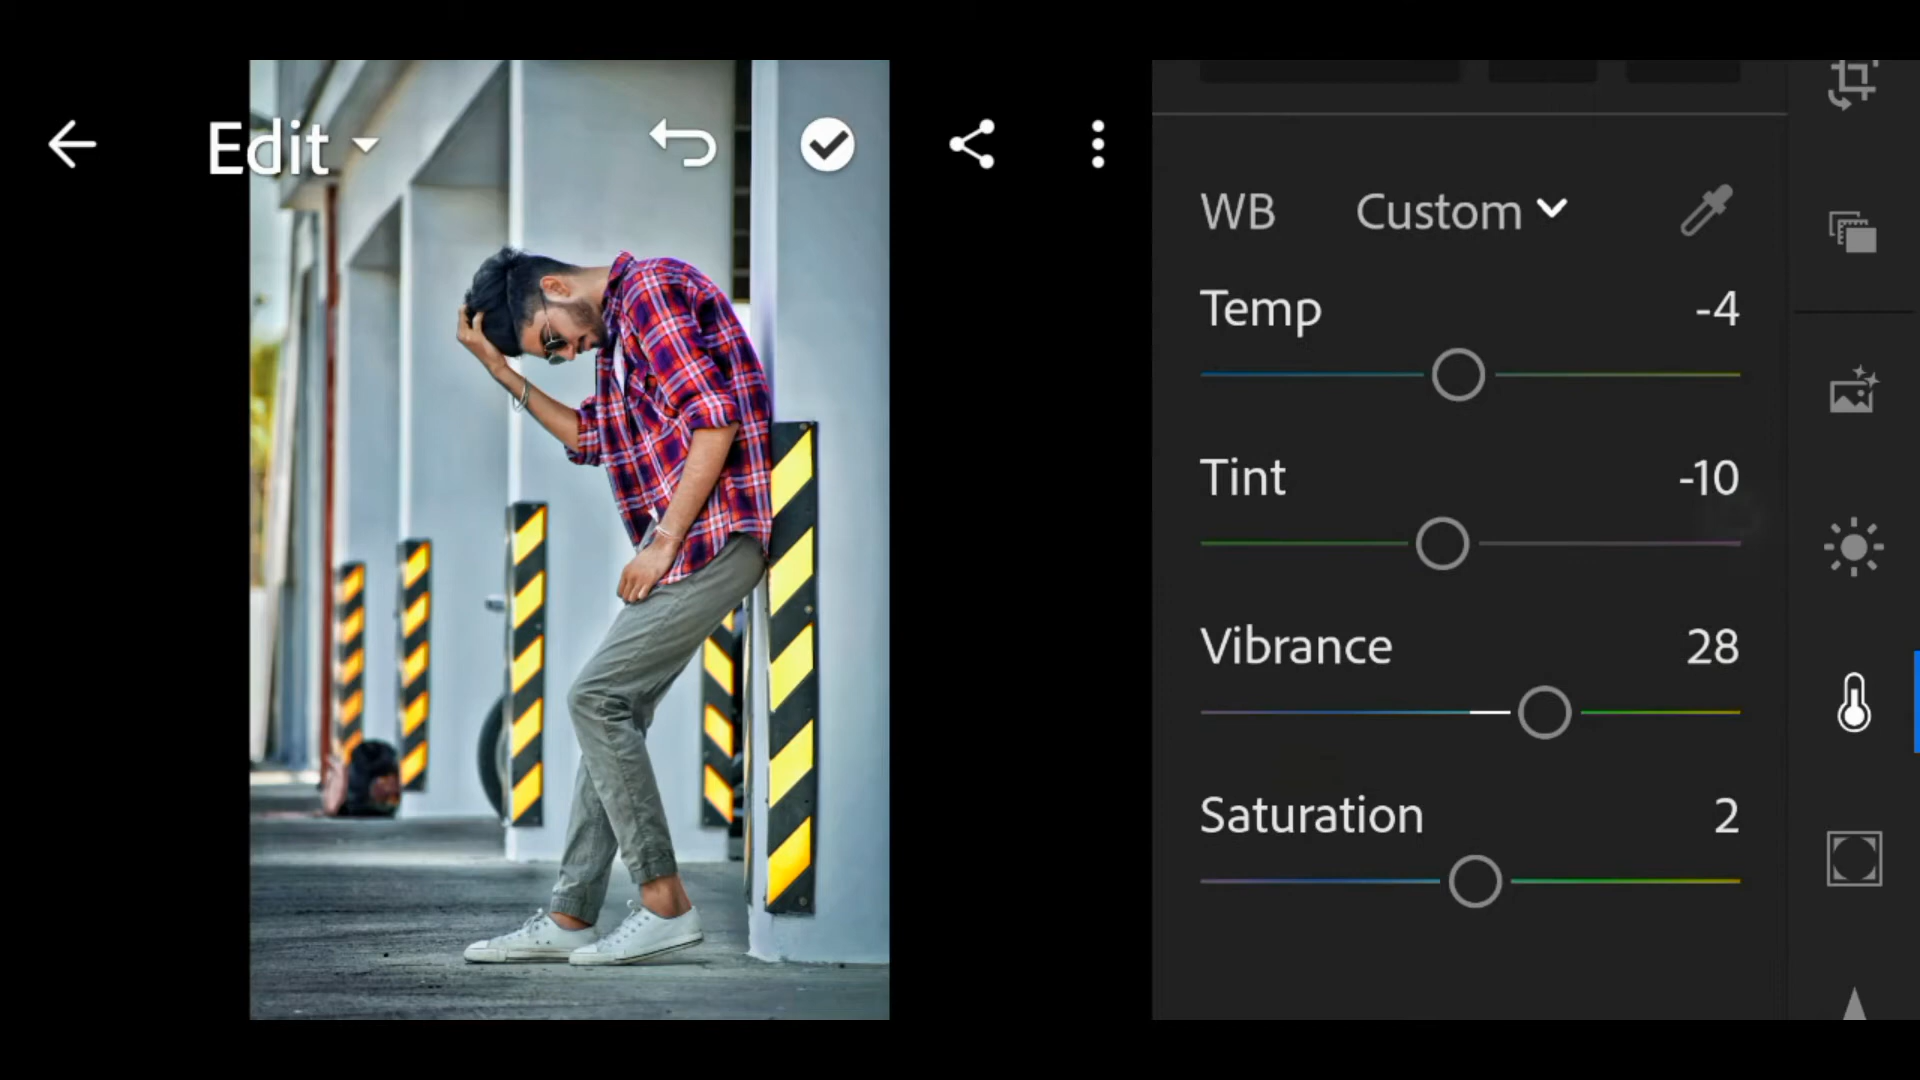 Edit
WB Custom
Temp -4
Tint -10
Vibrance 28
Saturation 2